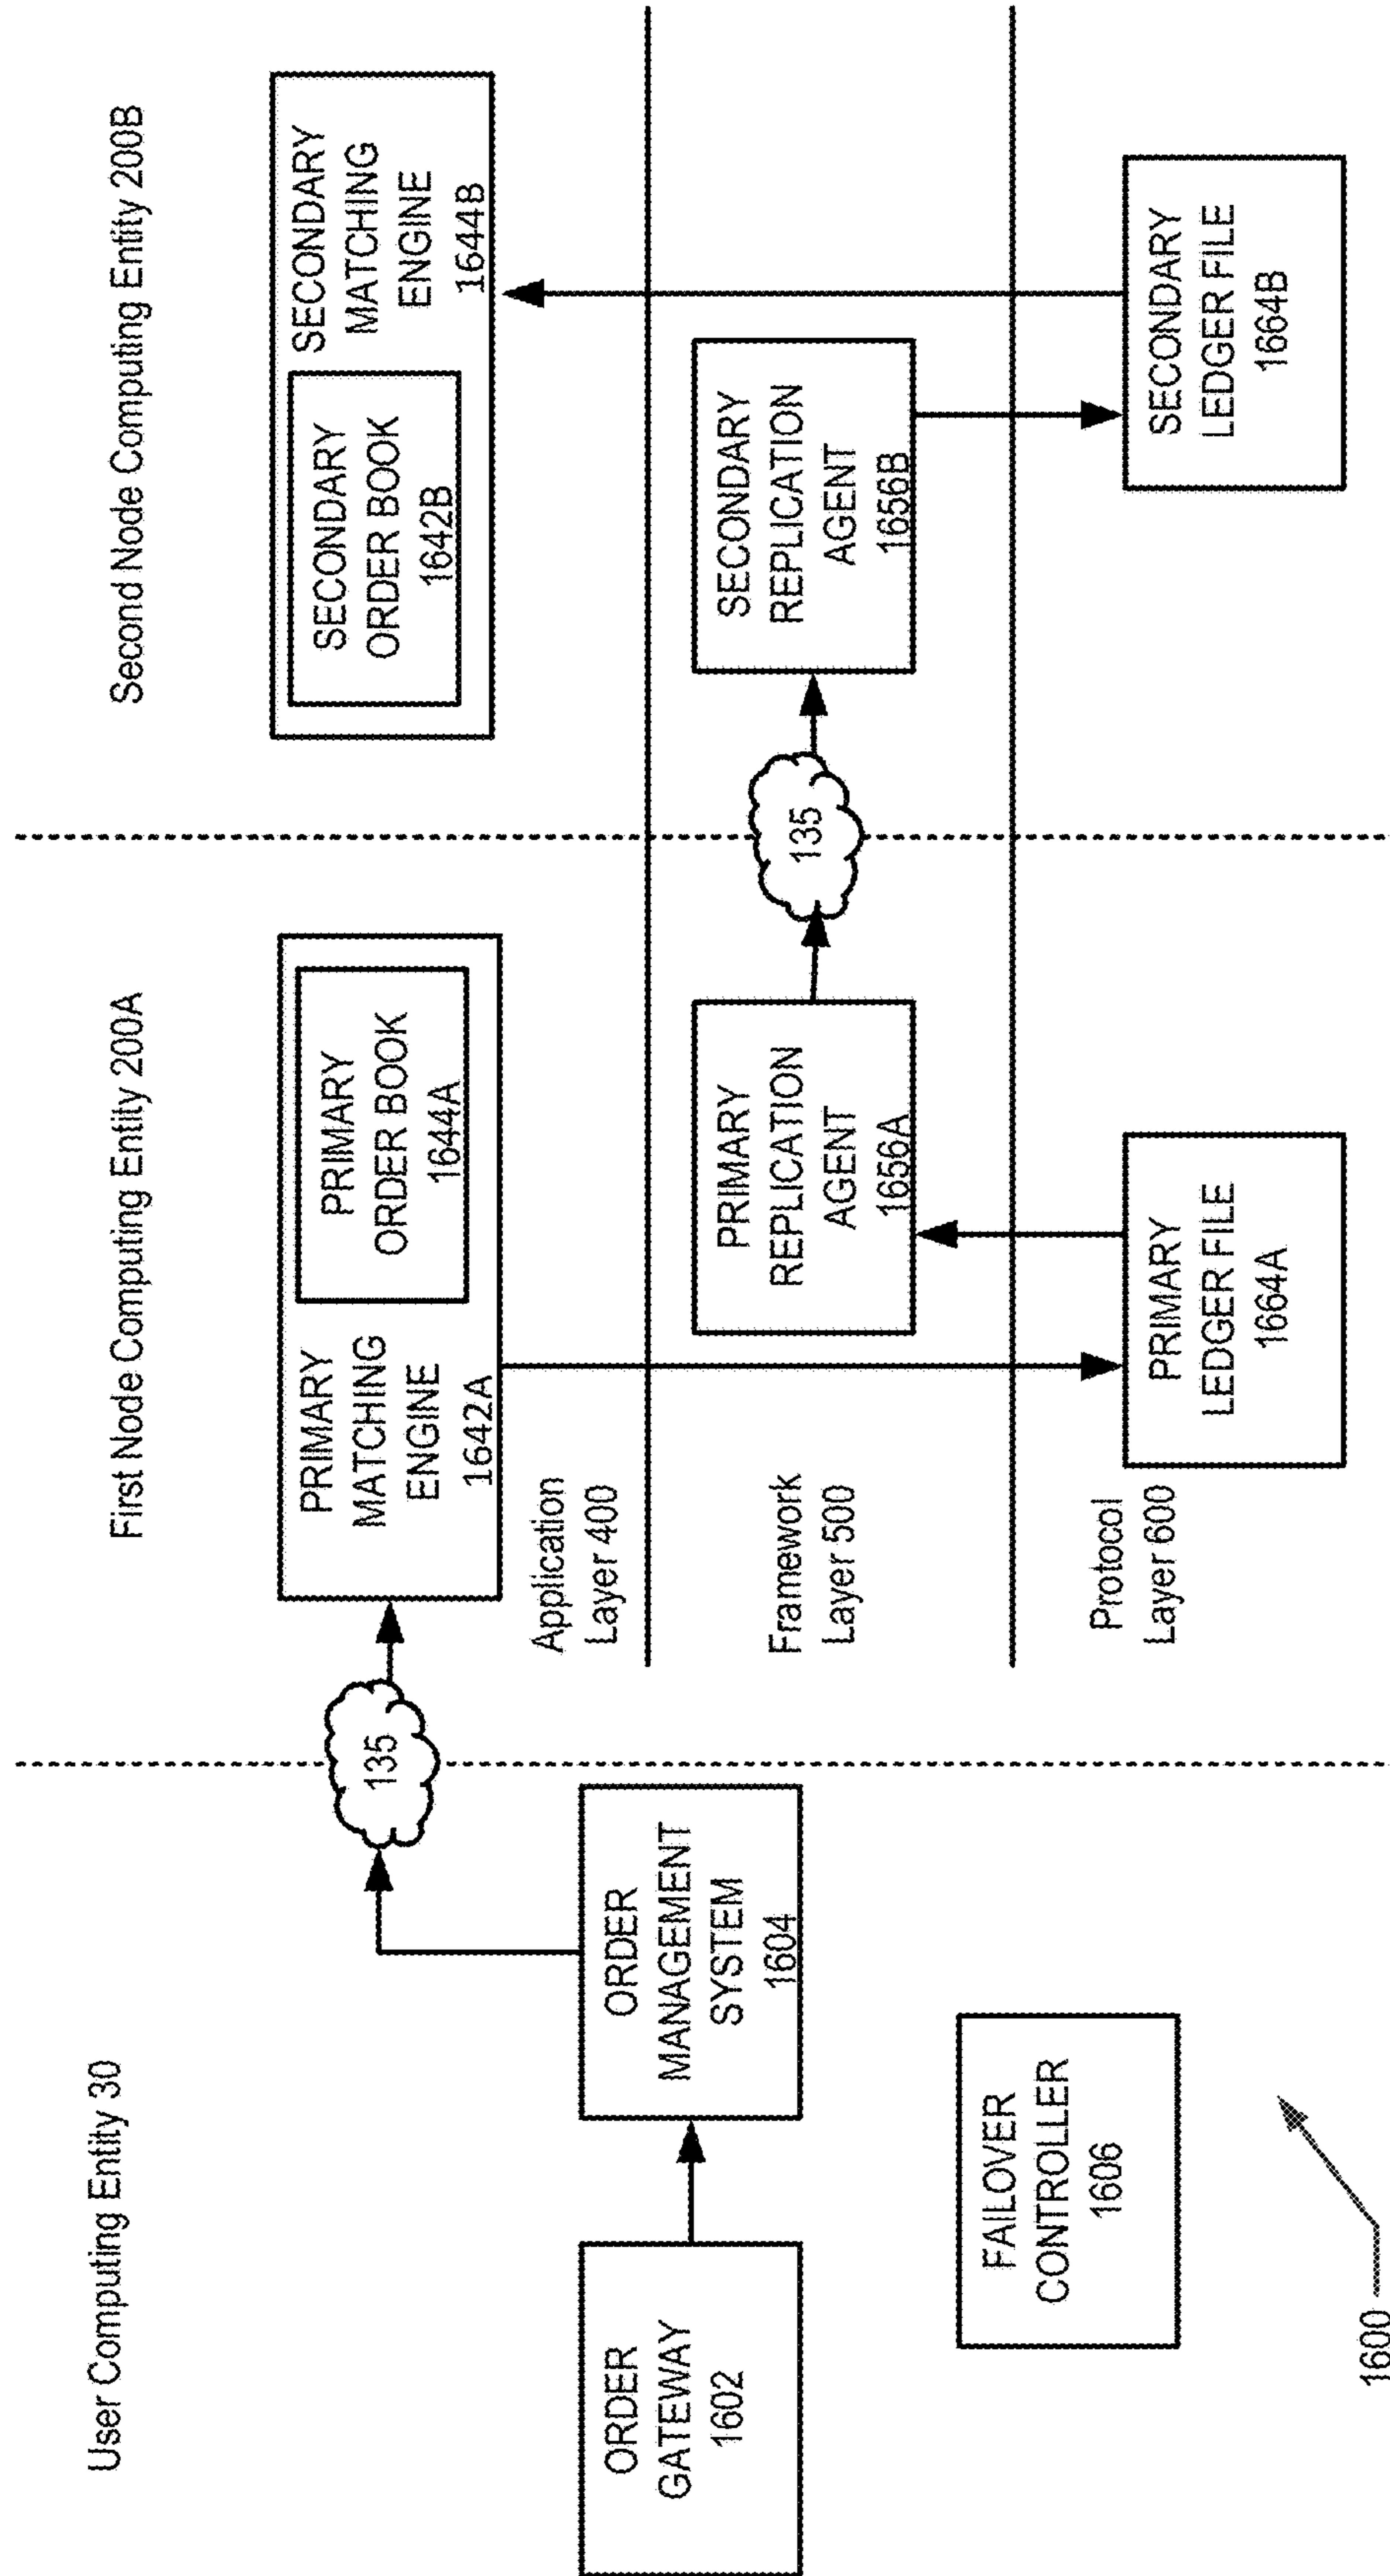 User Computing Entity 30
ORDER
GATEWAY
1602
ORDER
MANAGEMENT
SYSTEM
1604
FAILOVER
CONTROLLER
1606
1600
135
First Node Computing Entity 200A
PRIMARY
MATCHING
ENGINE
1642A
PRIMARY
ORDER BOOK
1644A
Application
Layer 400
Framework
Layer 500
PRIMARY
REPLICATION
AGENT
1656A
Protocol
Layer 600
PRIMARY
LEDGER FILE
1664A
135
Second Node Computing Entity 200B
SECONDARY
ORDER BOOK
1642B
SECONDARY
MATCHING
ENGINE
1644B
SECONDARY
REPLICATION
AGENT
1656B
SECONDARY
LEDGER FILE
1664B